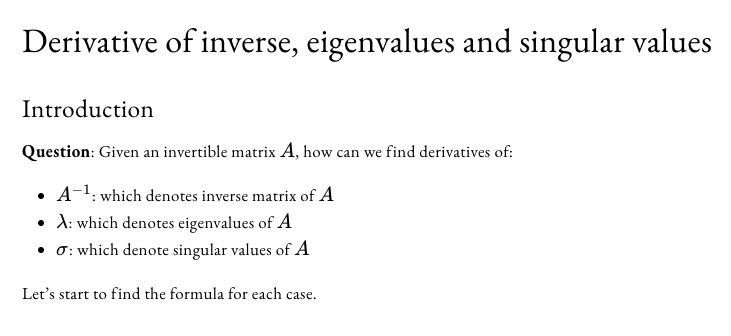 Derivative of inverse, eigenvalues and singular values
Introduction
Question: Given an invertible matrix A, how can we find derivatives of:
• A⁻¹: which denotes inverse matrix of A
• λ: which denotes eigenvalues of A
• σ: which denote singular values of A
Let’s start to find the formula for each case.